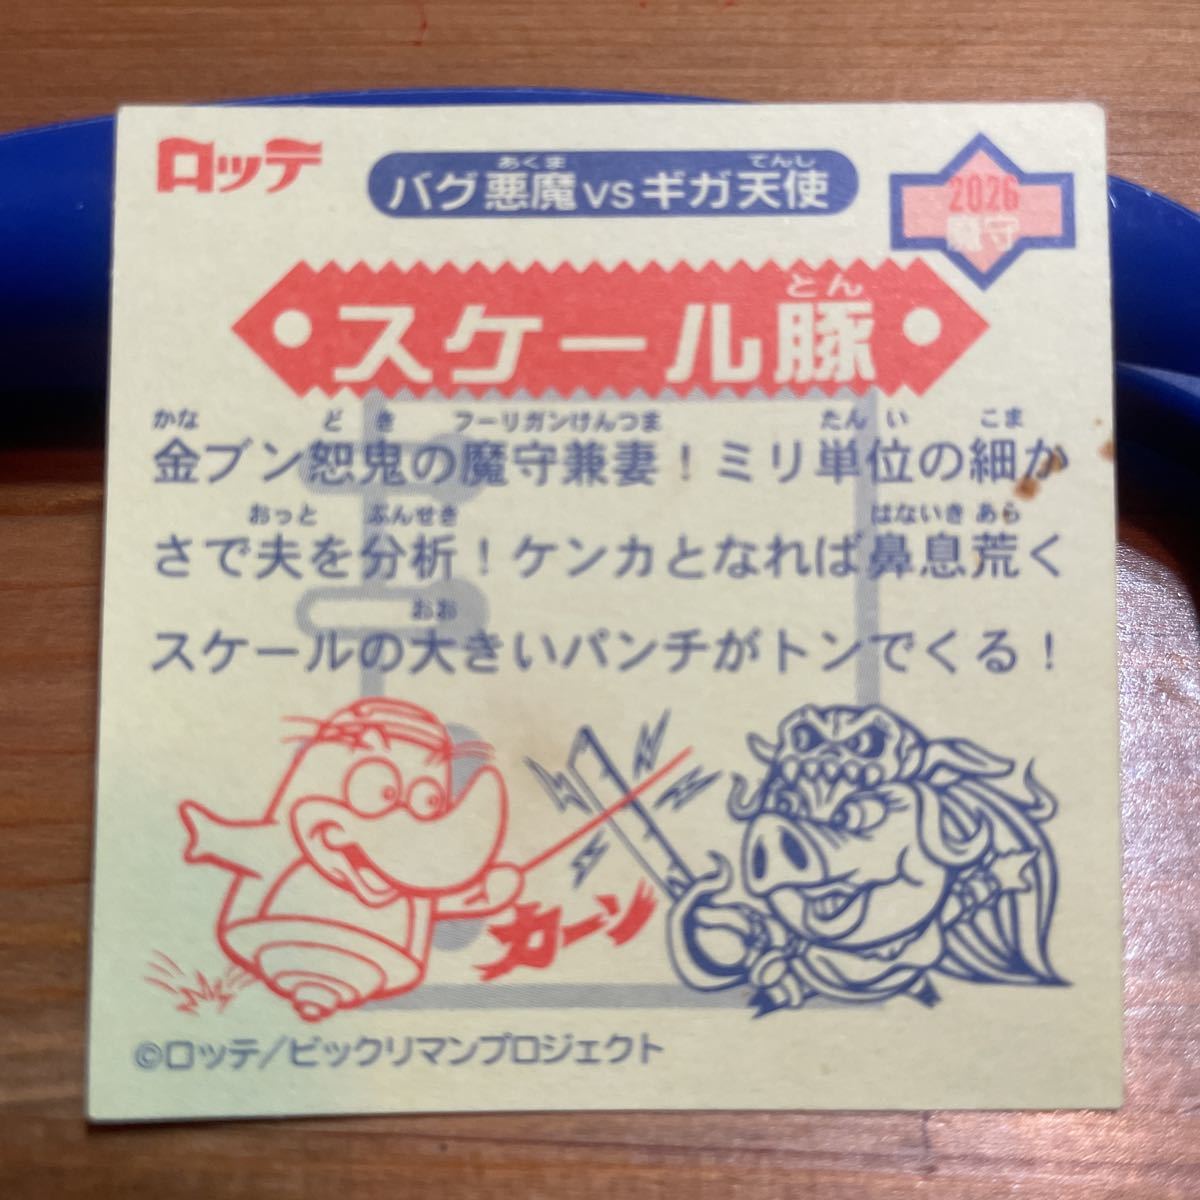 ロッテ
あくま てんし
バグ悪魔vsギガ天使
2026
魔守
とん
スケール豚
かな どき フーリガンけんつま たんい こま
金ブン恕鬼の魔守兼妻！ミリ単位の細か
おっと ぶんせき はないきあら
さで夫を分析！ケンカとなれば鼻息荒く
おお
スケールの大きいパンチがトンでくる！
カーン
©ロッテ/ビックリマンプロジェクト